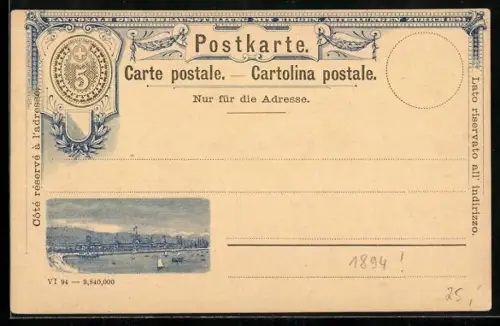 Postkarte.
Carte postale. — Cartolina postale.
Nur für die Adresse.
5
Côté réservé à l'adresse.
Lato riservato all' indirizzo.
VI 94 — 3,840,000
1894!
25,-